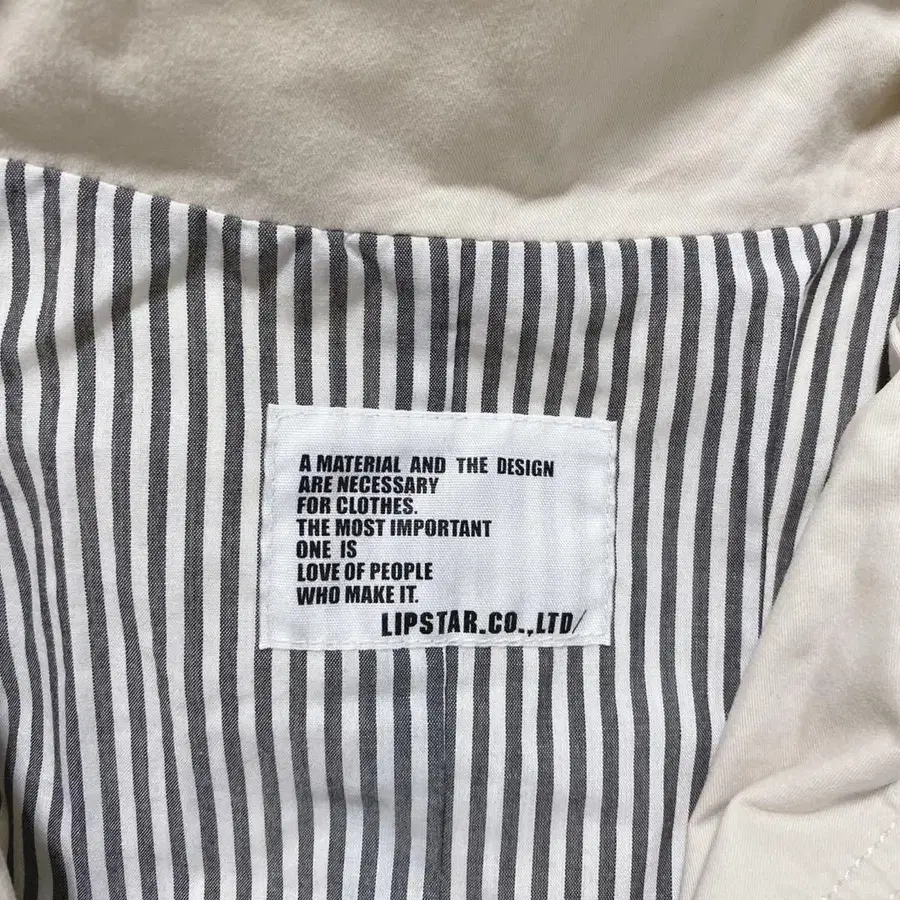 A MATERIAL AND THE DESIGN
ARE NECESSARY
FOR CLOTHES.
THE MOST IMPORTANT
ONE IS
LOVE OF PEOPLE
WHO MAKE IT.
LIPSTAR.CO.,LTD/